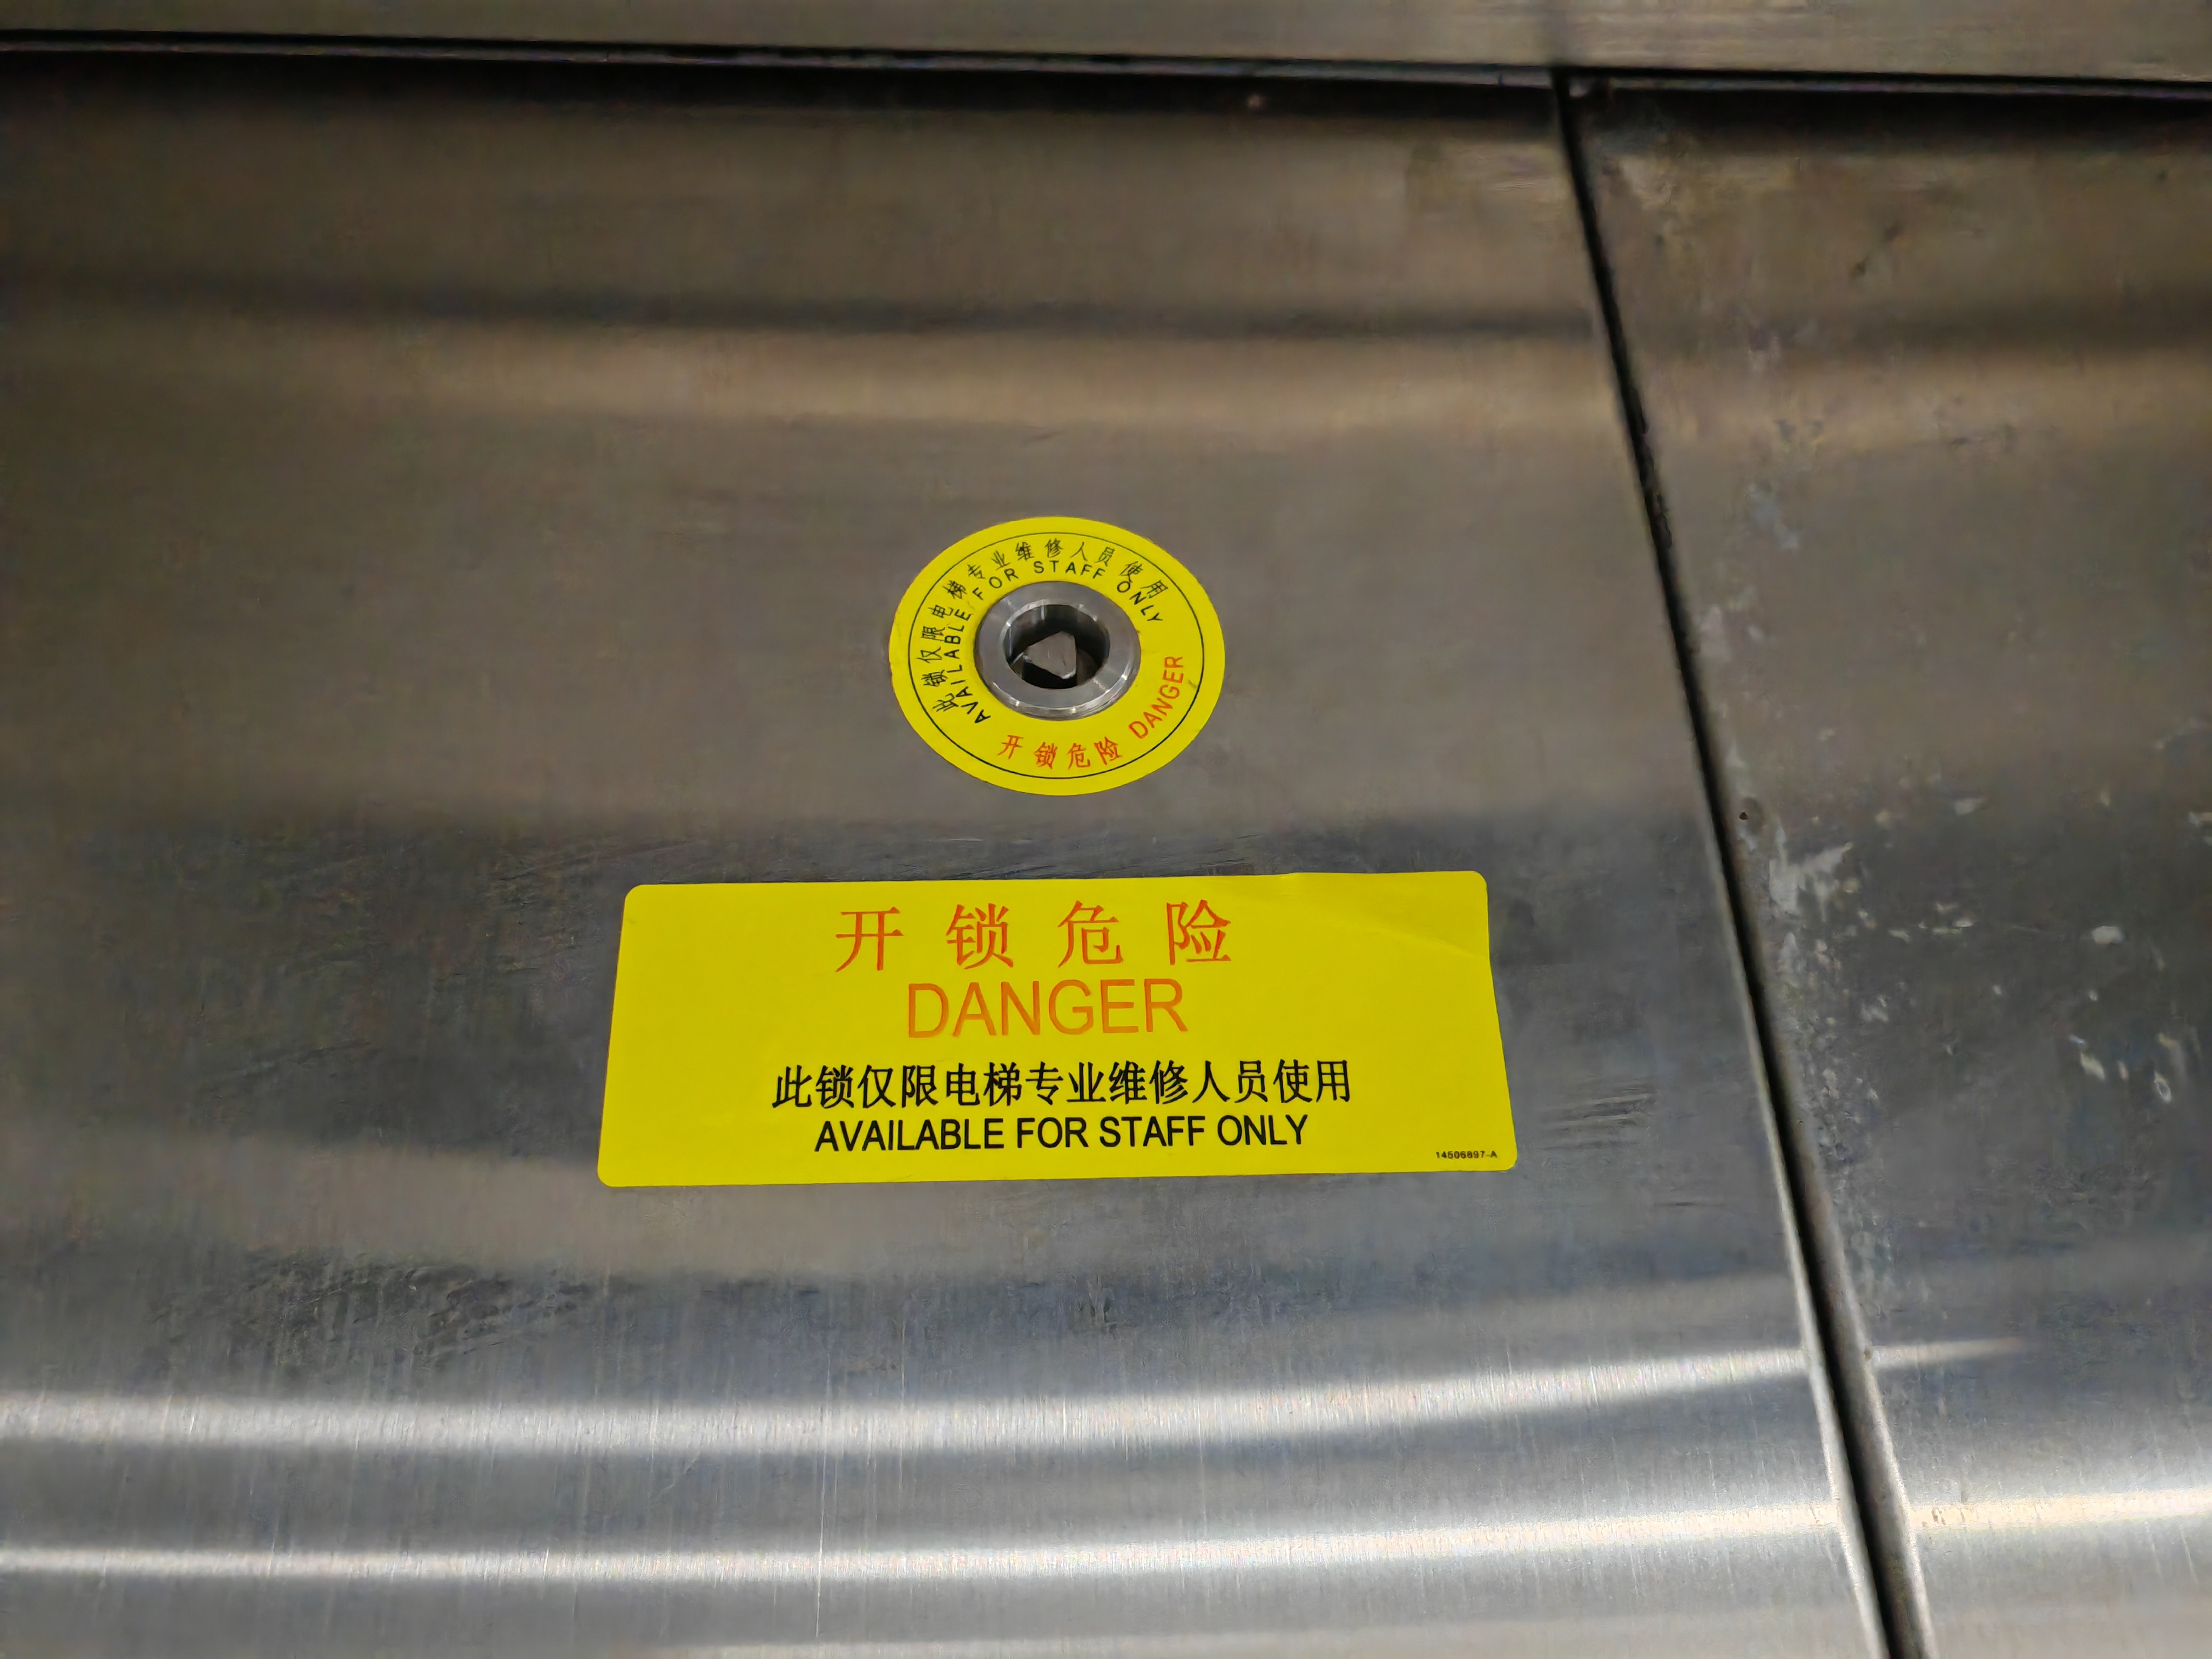 此锁仅限电梯专业维修人员使用
AVAILABLE FOR STAFF ONLY
开锁危险 DANGER
开锁危险
DANGER
此锁仅限电梯专业维修人员使用
AVAILABLE FOR STAFF ONLY
14506897-A